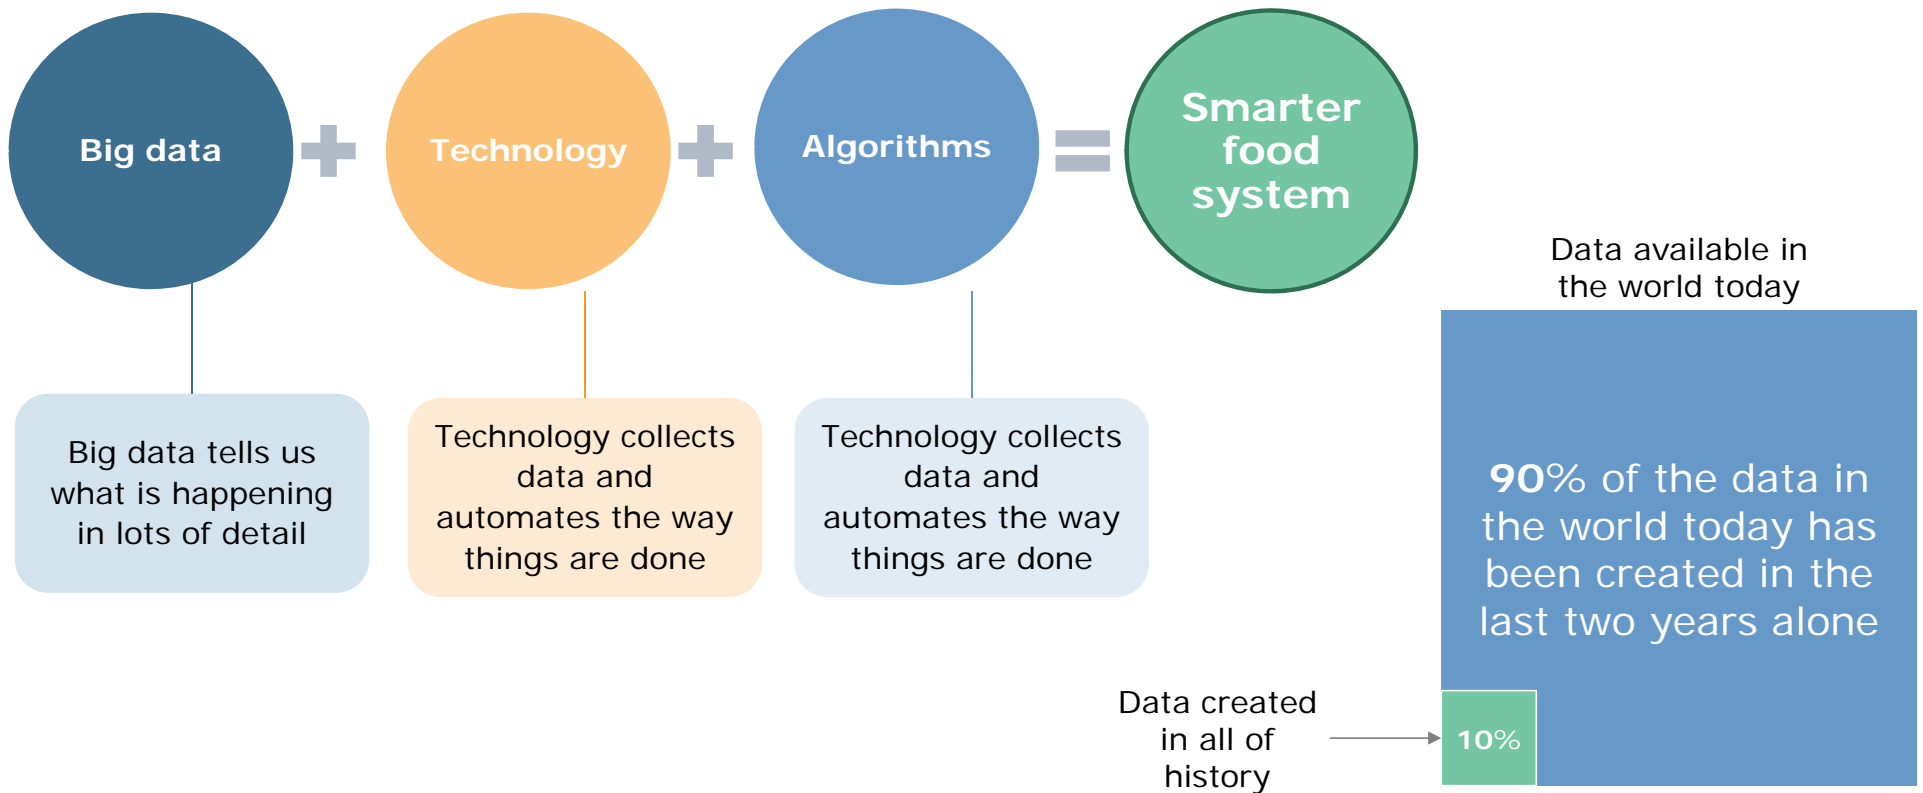 Big data
Technology
Algorithms
Smarter
food
system
Big data tells us
what is happening
in lots of detail
Technology collects
data and
automates the way
things are done
Technology collects
data and
automates the way
things are done
Data available in
the world today
90% of the data in
the world today has
been created in the
last two years alone
Data created
in all of
history
10%